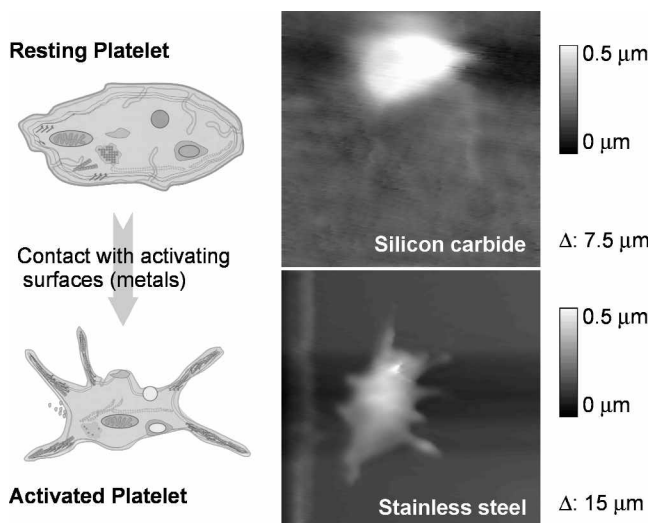 Resting Platelet
Contact with activating
surfaces (metals)
Activated Platelet
Silicon carbide
0.5 μm
0 μm
Δ: 7.5 μm
Stainless steel
0.5 μm
0 μm
Δ: 15 μm